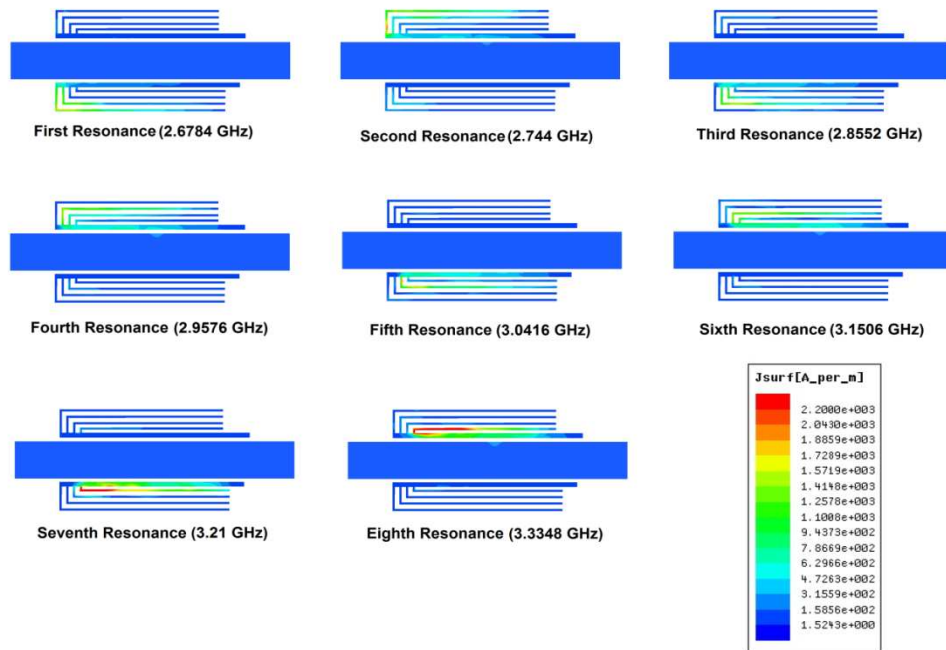 First Resonance (2.6784 GHz)
Second Resonance (2.744 GHz)
Third Resonance (2.8552 GHz)
Fourth Resonance (2.9576 GHz)
Fifth Resonance (3.0416 GHz)
Sixth Resonance (3.1506 GHz)
Seventh Resonance (3.21 GHz)
Eighth Resonance (3.3348 GHz)
Jsurf[A_per_m]
2.2000e+003
2.0430e+003
1.8859e+003
1.7289e+003
1.5719e+003
1.4148e+003
1.2578e+003
1.1008e+003
9.4373e+002
7.8669e+002
6.2966e+002
4.7263e+002
3.1559e+002
1.5856e+002
1.5243e+000